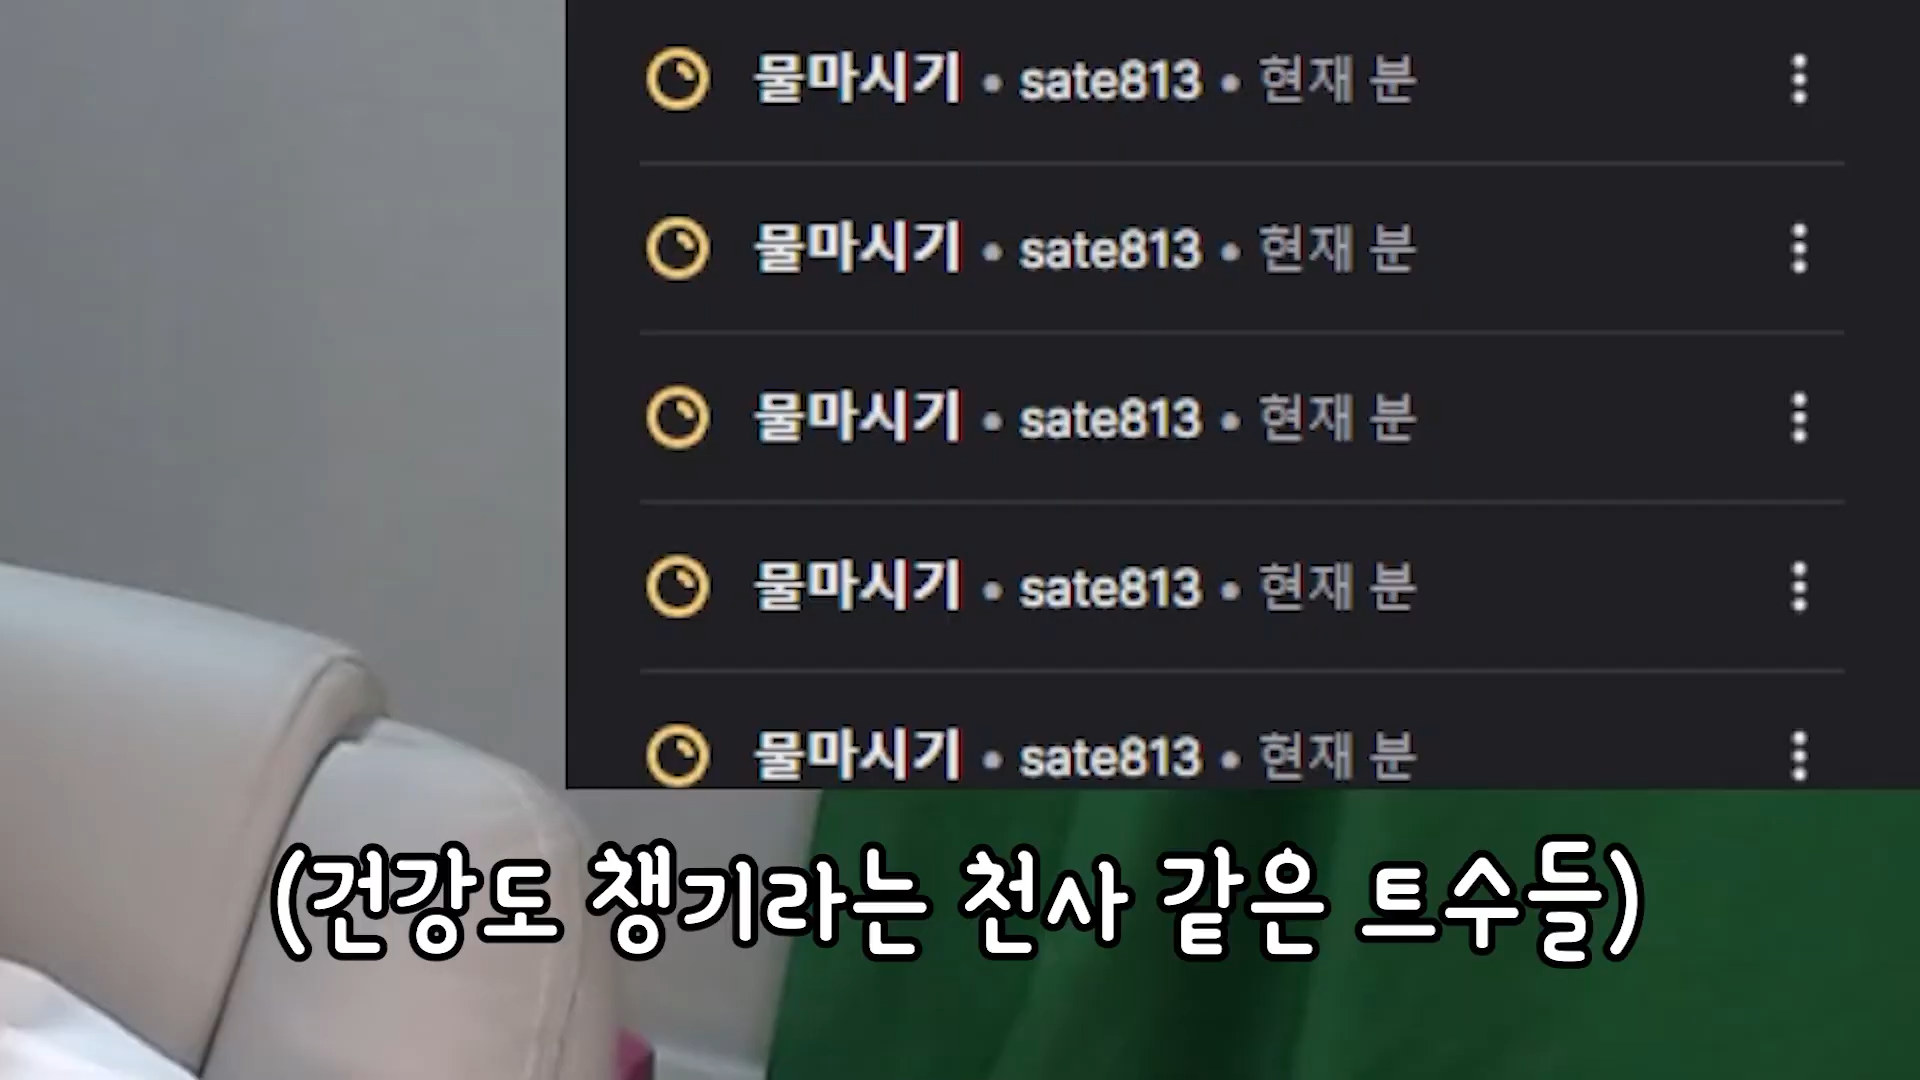 물마시기 • sate813 • 현재 분
물마시기 • sate813 • 현재 분
물마시기 • sate813 • 현재 분
물마시기 • sate813 • 현재 분
물마시기 • sate813 • 현재 분
(건강도 챙기라는 천사 같은 트수들)